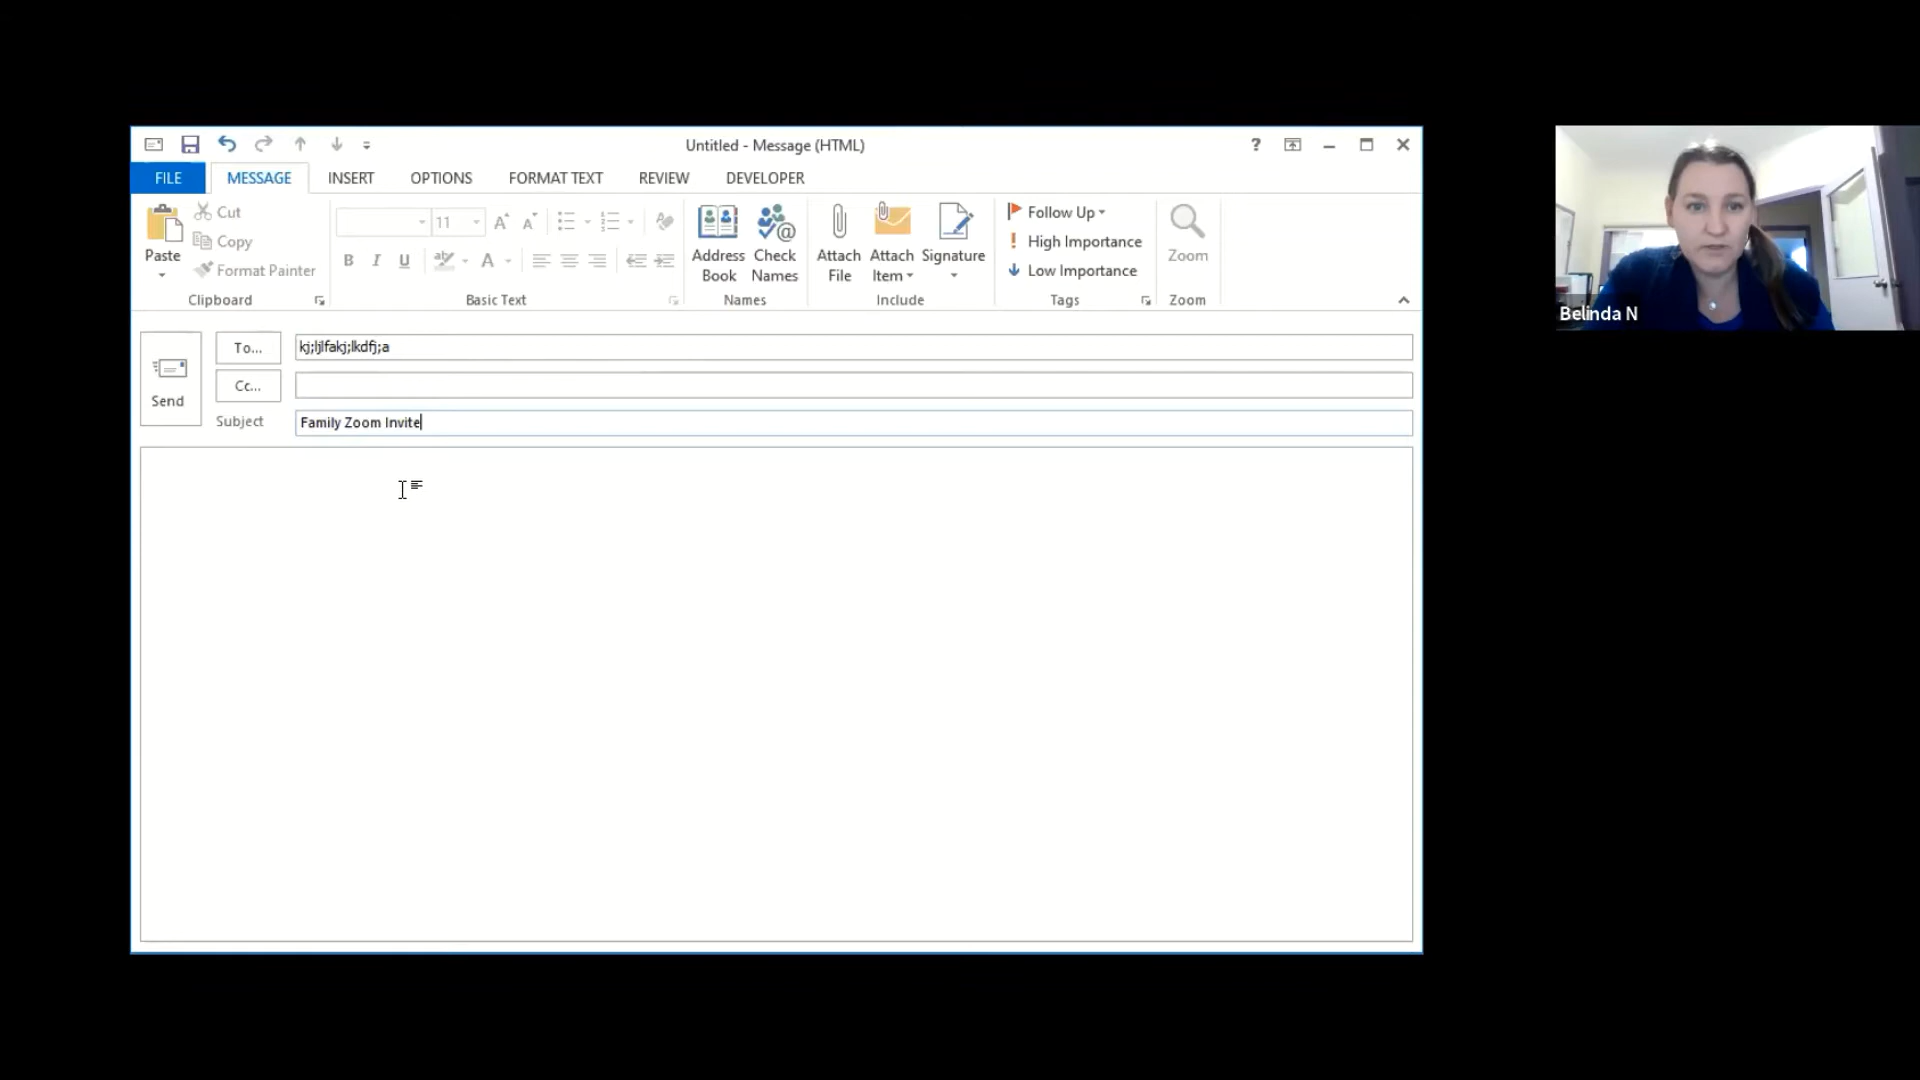 Untitled - Message (HTML)
?
FILE MESSAGE INSERT OPTIONS FORMAT TEXT REVIEW DEVELOPER
Paste
Cut
Copy
Format Painter
Clipboard
11
B I U A
Basic Text
Address Book
Check Names
Names
Attach File
Attach Item
Signature
Include
Follow Up
High Importance
Low Importance
Tags
Zoom
Zoom
Send
To... kj;ljlfakj;lkdfj;a
Cc...
Subject Family Zoom Invite
Belinda N